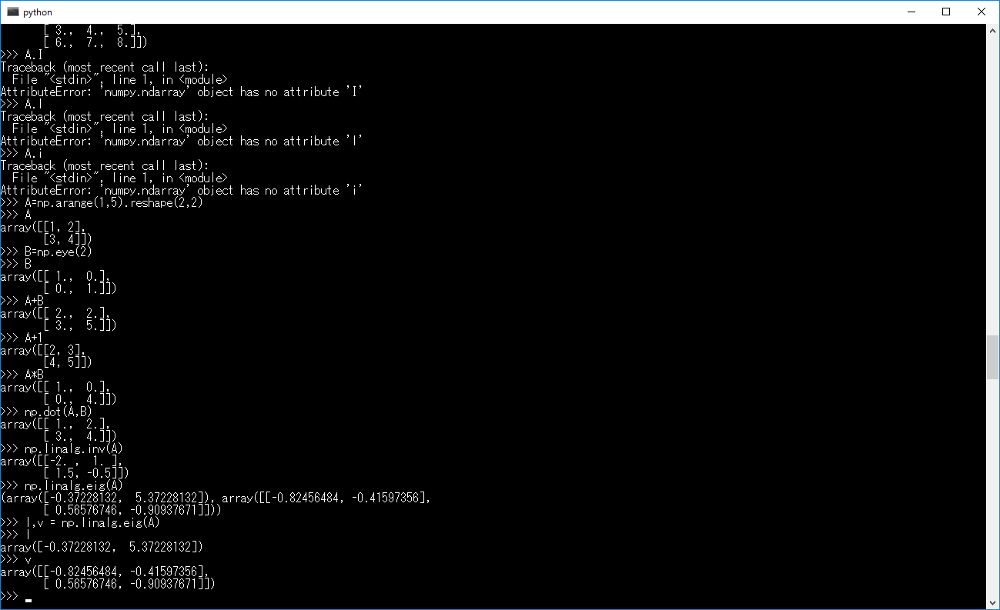 python
[ 3.,  4.,  5.],
[ 6.,  7.,  8.]])
>>> A.I
Traceback (most recent call last):
  File "<stdin>", line 1, in <module>
AttributeError: 'numpy.ndarray' object has no attribute 'I'
>>> A.l
Traceback (most recent call last):
  File "<stdin>", line 1, in <module>
AttributeError: 'numpy.ndarray' object has no attribute 'l'
>>> A.i
Traceback (most recent call last):
  File "<stdin>", line 1, in <module>
AttributeError: 'numpy.ndarray' object has no attribute 'i'
>>> A=np.arange(1,5).reshape(2,2)
>>> A
array([[1, 2],
       [3, 4]])
>>> B=np.eye(2)
>>> B
array([[ 1.,  0.],
       [ 0.,  1.]])
>>> A+B
array([[ 2.,  2.],
       [ 3.,  5.]])
>>> A+1
array([[2, 3],
       [4, 5]])
>>> A*B
array([[ 1.,  0.],
       [ 0.,  4.]])
>>> np.dot(A,B)
array([[ 1.,  2.],
       [ 3.,  4.]])
>>> np.linalg.inv(A)
array([[-2. ,  1. ],
       [ 1.5, -0.5]])
>>> np.linalg.eig(A)
(array([-0.37228132,  5.37228132]), array([[-0.82456484, -0.41597356],
       [ 0.56576746, -0.90937671]]))
>>> l,v = np.linalg.eig(A)
>>> l
array([-0.37228132,  5.37228132])
>>> v
array([[-0.82456484, -0.41597356],
       [ 0.56576746, -0.90937671]])
>>>